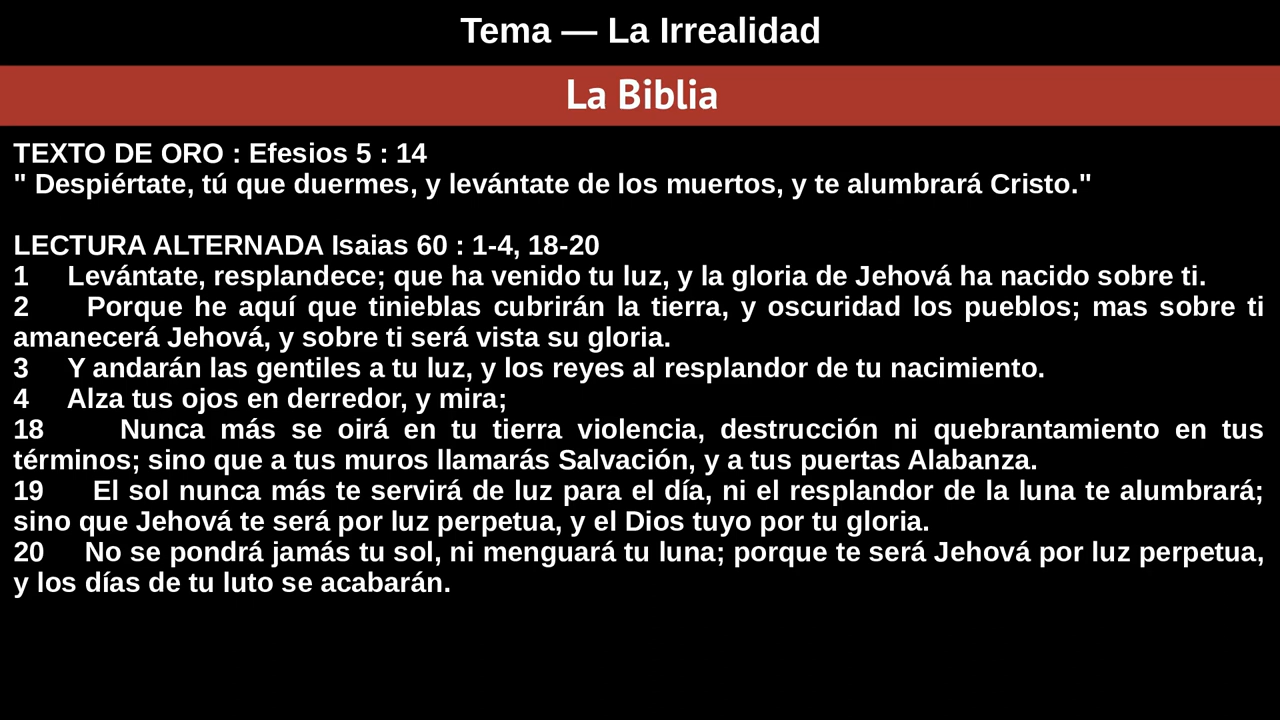 Tema — La Irrealidad
La Biblia
TEXTO DE ORO : Efesios 5 : 14
" Despiértate, tú que duermes, y levántate de los muertos, y te alumbrará Cristo."
LECTURA ALTERNADA Isaias 60 : 1-4, 18-20
1 Levántate, resplandece; que ha venido tu luz, y la gloria de Jehová ha nacido sobre ti.
2 Porque he aquí que tinieblas cubrirán la tierra, y oscuridad los pueblos; mas sobre ti
amanecerá Jehová, y sobre ti será vista su gloria.
3 Y andarán las gentiles a tu luz, y los reyes al resplandor de tu nacimiento.
4 Alza tus ojos en derredor, y mira;
18 Nunca más se oirá en tu tierra violencia, destrucción ni quebrantamiento en tus
términos; sino que a tus muros llamarás Salvación, y a tus puertas Alabanza.
19 El sol nunca más te servirá de luz para el día, ni el resplandor de la luna te alumbrará;
sino que Jehová te será por luz perpetua, y el Dios tuyo por tu gloria.
20 No se pondrá jamás tu sol, ni menguará tu luna; porque te será Jehová por luz perpetua,
y los días de tu luto se acabarán.